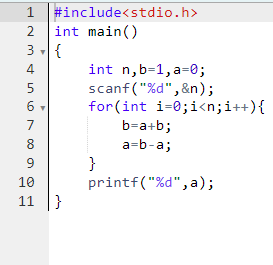 1 #include<stdio.h>
2 int main()
3 {
4 int n,b=1,a=0;
5 scanf("%d",&n);
6 for(int i=0;i<n;i++){
7 b=a+b;
8 a=b-a;
9 }
10 printf("%d",a);
11 }